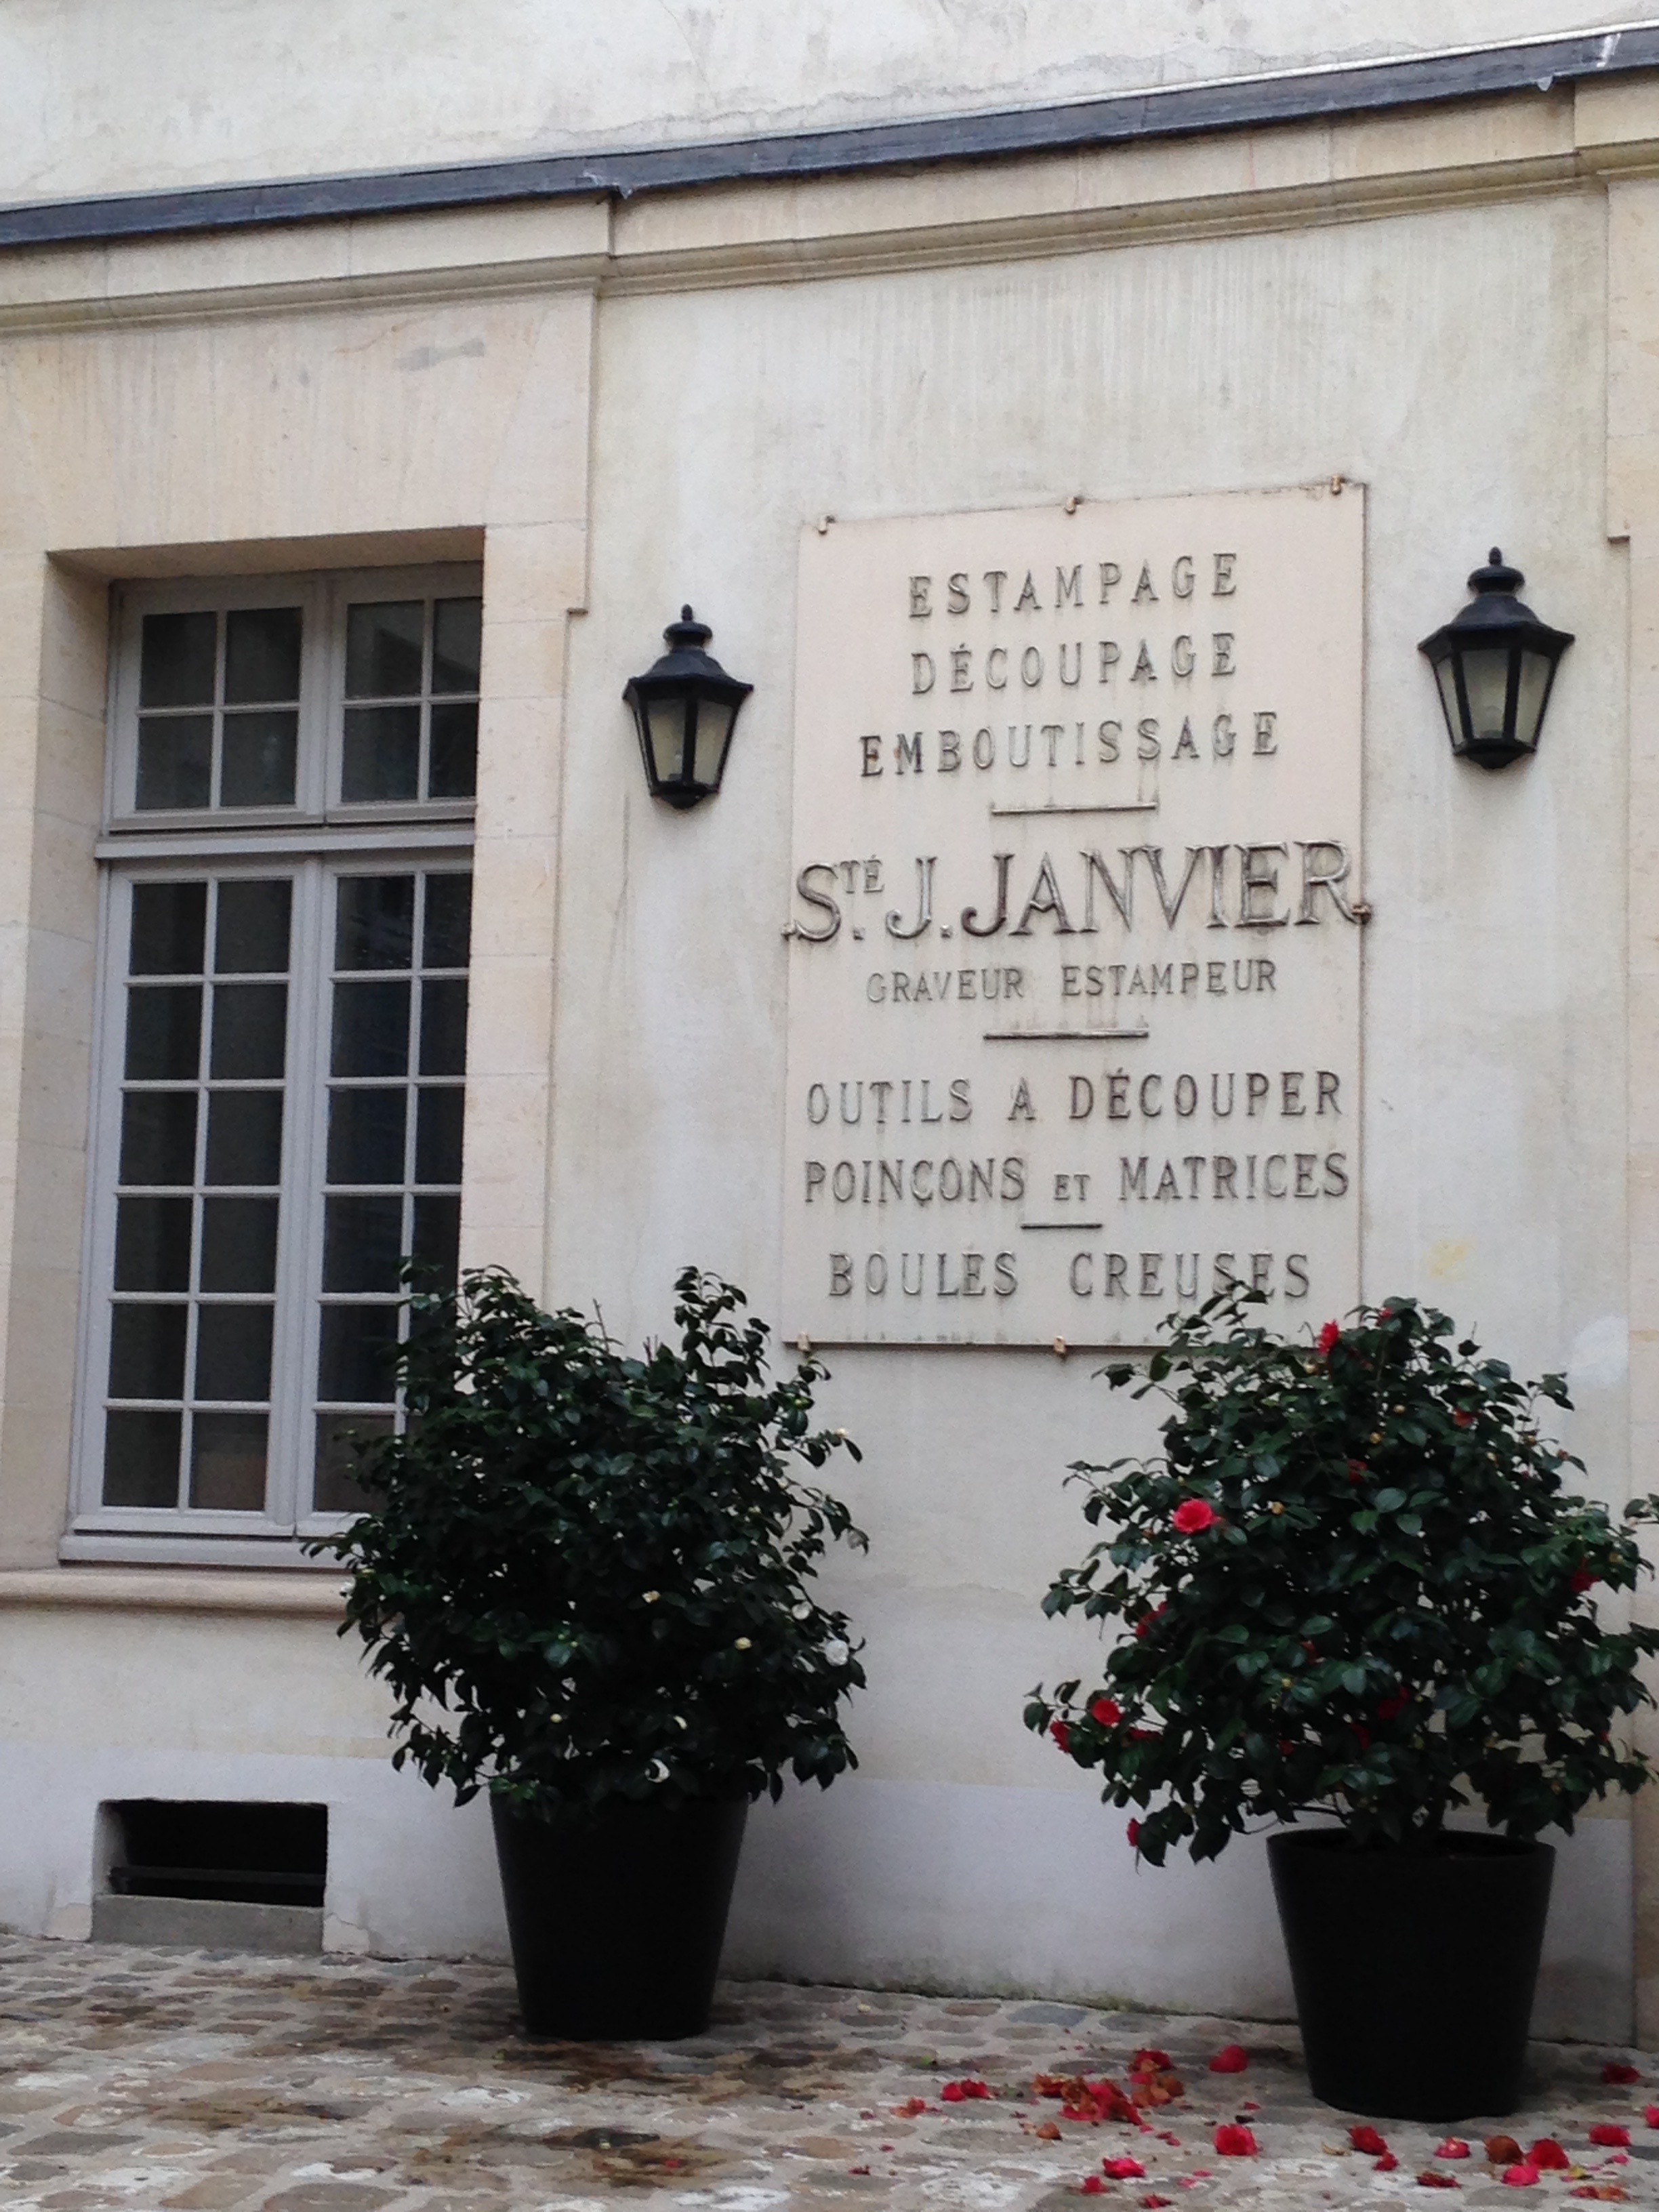 ESTAMPAGE
DÉCOUPAGE
EMBOUTISSAGE
STÉ. J. JANVIER
GRAVEUR ESTAMPEUR
OUTILS A DÉCOUPER
POINÇONS ET MATRICES
BOULES CREUSES